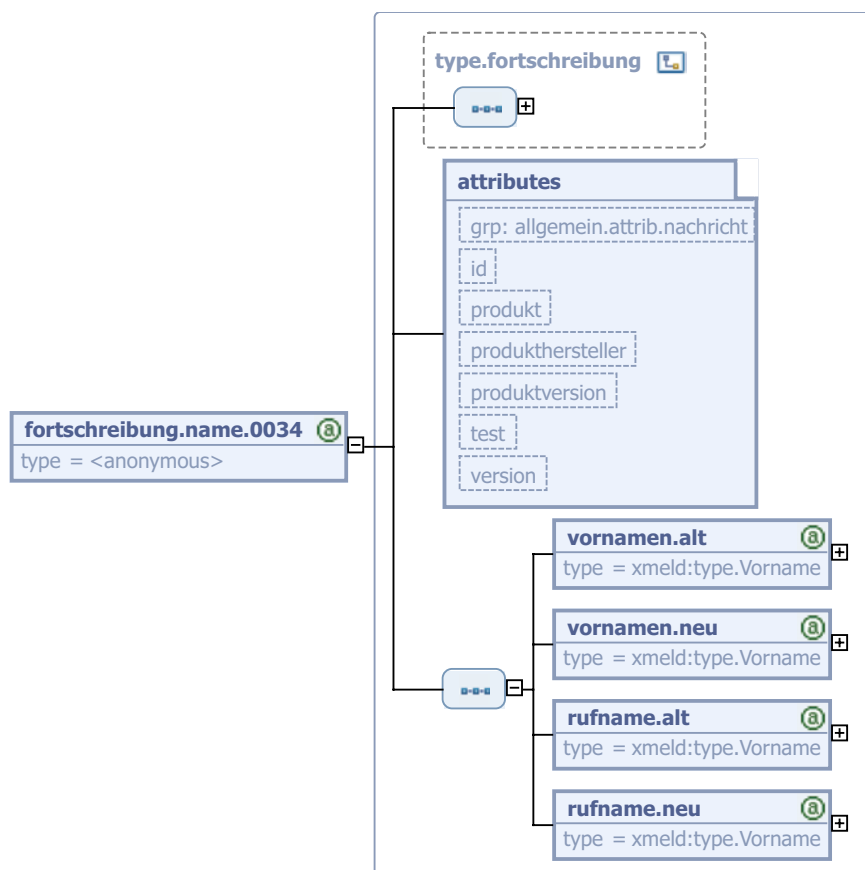 type.fortschreibung
attributes
grp: allgemein.attrib.nachricht
id
produkt
produkthersteller
produktversion
test
version
fortschreibung.name.0034 @
type = <anonymous>
vornamen.alt @
type = xmeld:type.Vorname
vornamen.neu @
type = xmeld:type.Vorname
rufname.alt @
type = xmeld:type.Vorname
rufname.neu @
type = xmeld:type.Vorname